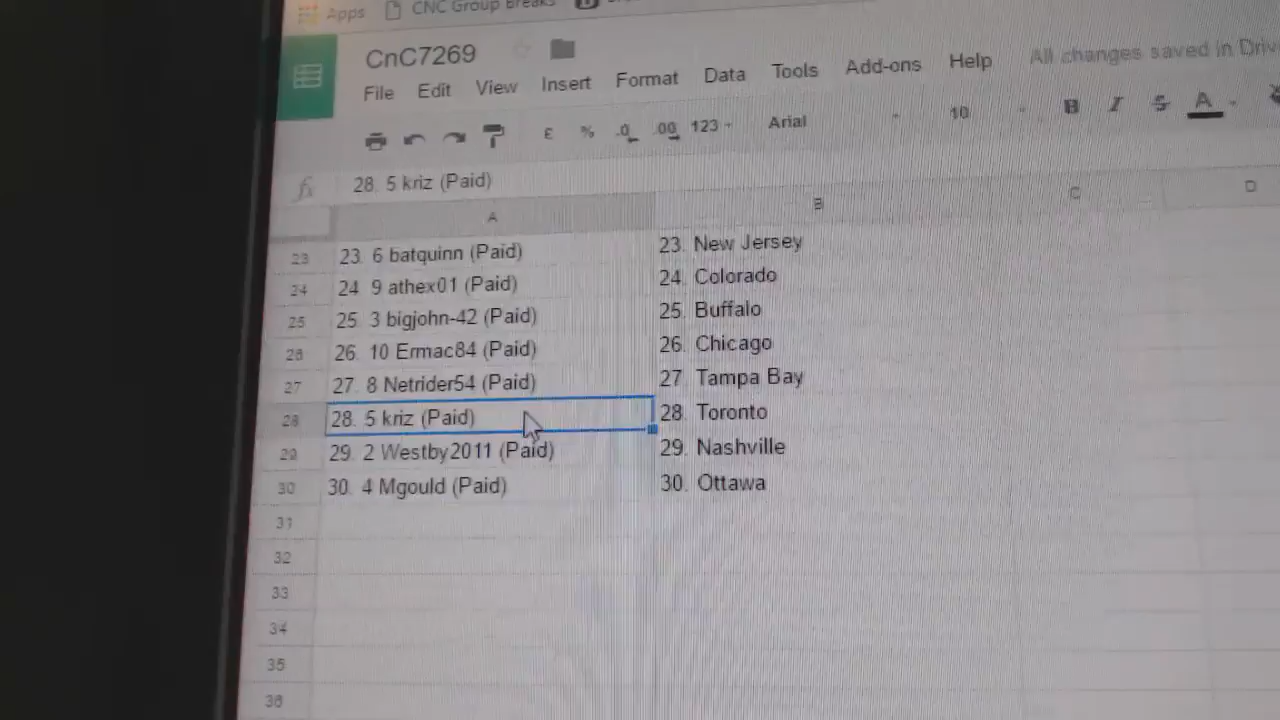 Apps CNC Group Breaks
CnC7269
File Edit View Insert Format Data Tools Add-ons Help All changes saved in Driv
£ % .0 .00 123 Arial 10 B I S A
fx 28. 5 kriz (Paid)
A B C D
23 23. 6 batquinn (Paid) 23. New Jersey
24 24 9 athex01 (Paid) 24. Colorado
25 25. 3 bigjohn-42 (Paid) 25. Buffalo
26 26. 10 Ermac84 (Paid) 26. Chicago
27 27. 8 Netrider54 (Paid) 27. Tampa Bay
28 28. 5 kriz (Paid) 28. Toronto
29 29. 2 Westby2011 (Paid) 29. Nashville
30 30. 4 Mgould (Paid) 30. Ottawa
31
32
33
34
35
36